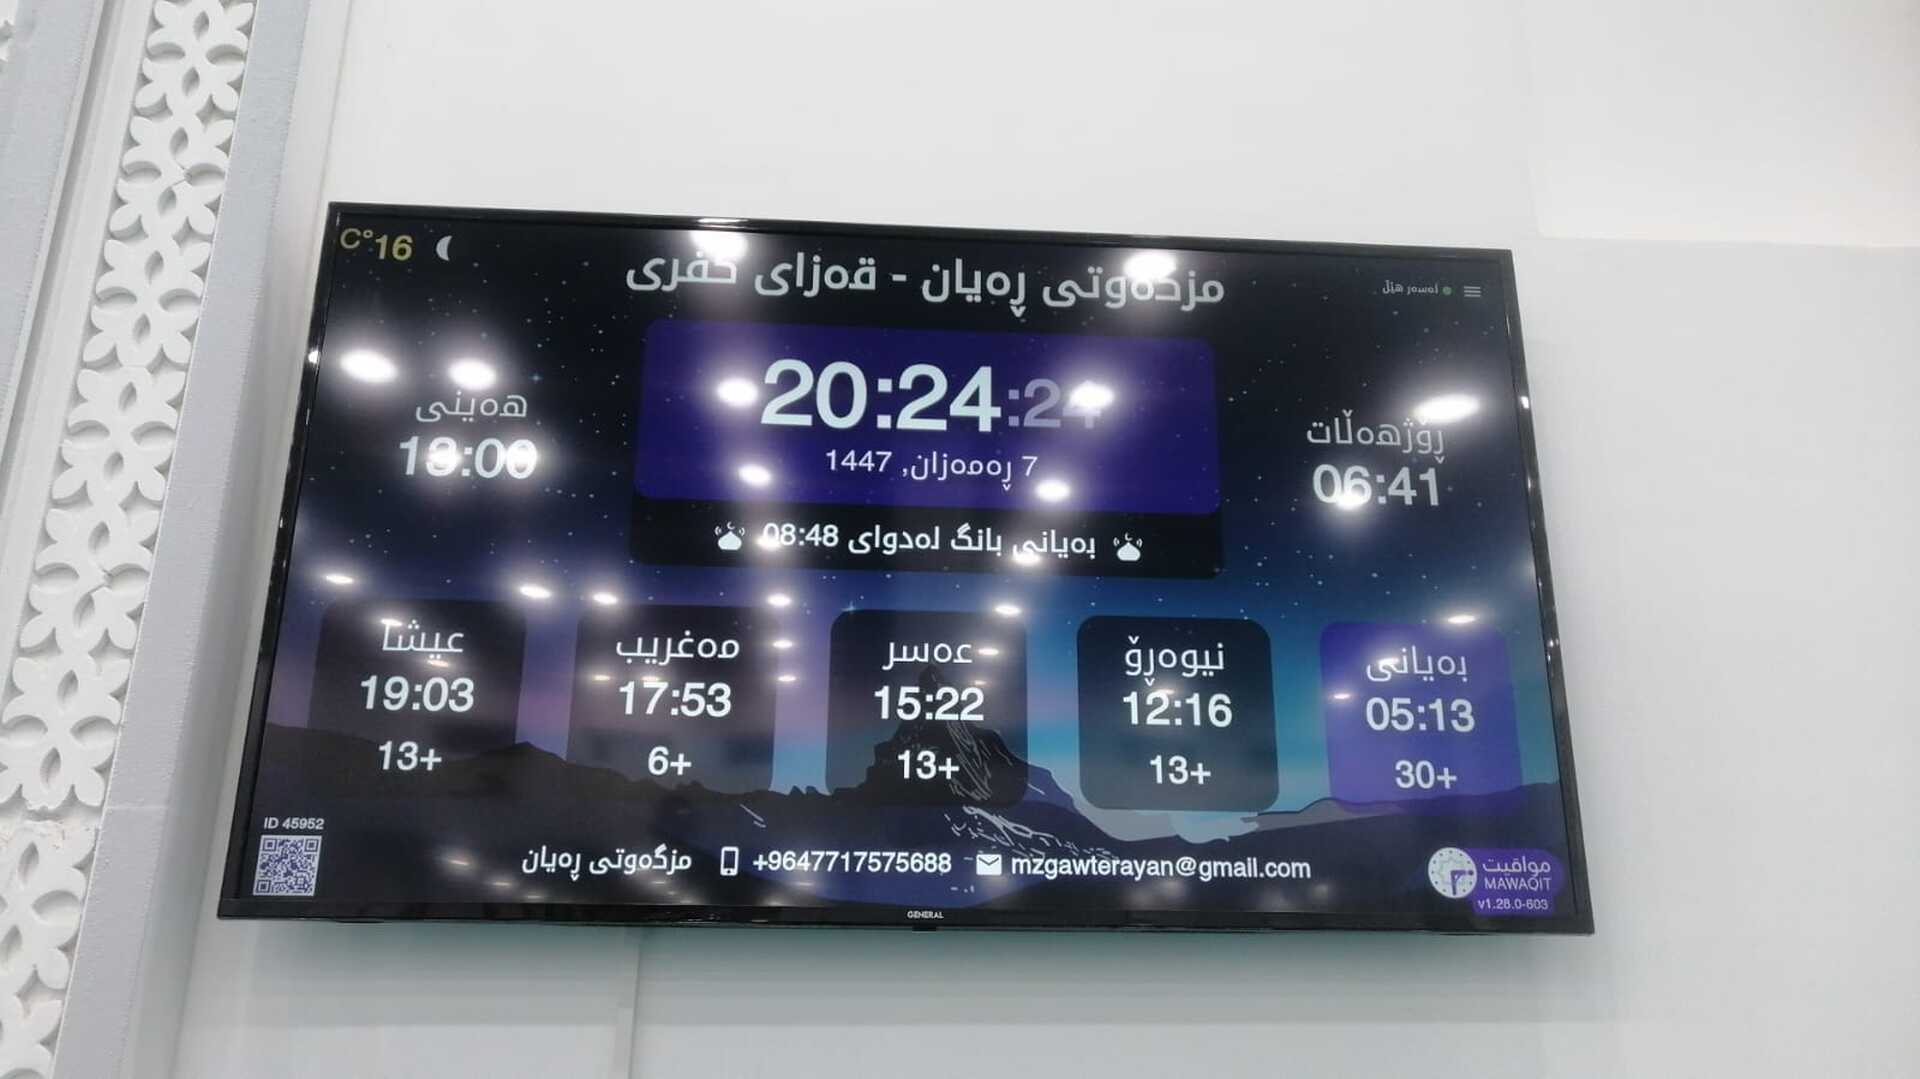 C°16
مزگەوتی ڕەیان - قەزای کفری
لەسەر هێڵ
20:24:24
7 ڕەمەزان, 1447
هەینی
13:00
ڕۆژهەڵات
06:41
بەیانی بانگ لەدوای 08:48
بەیانی
05:13
30+
نیوەڕۆ
12:16
13+
عەسر
15:22
13+
مەغریب
17:53
6+
عیشا
19:03
13+
ID 45952
مزگەوتی ڕەیان +9647717575688 mzgawterayan@gmail.com
مواقيت
MAWAQIT
v1.28.0-603
GENERAL